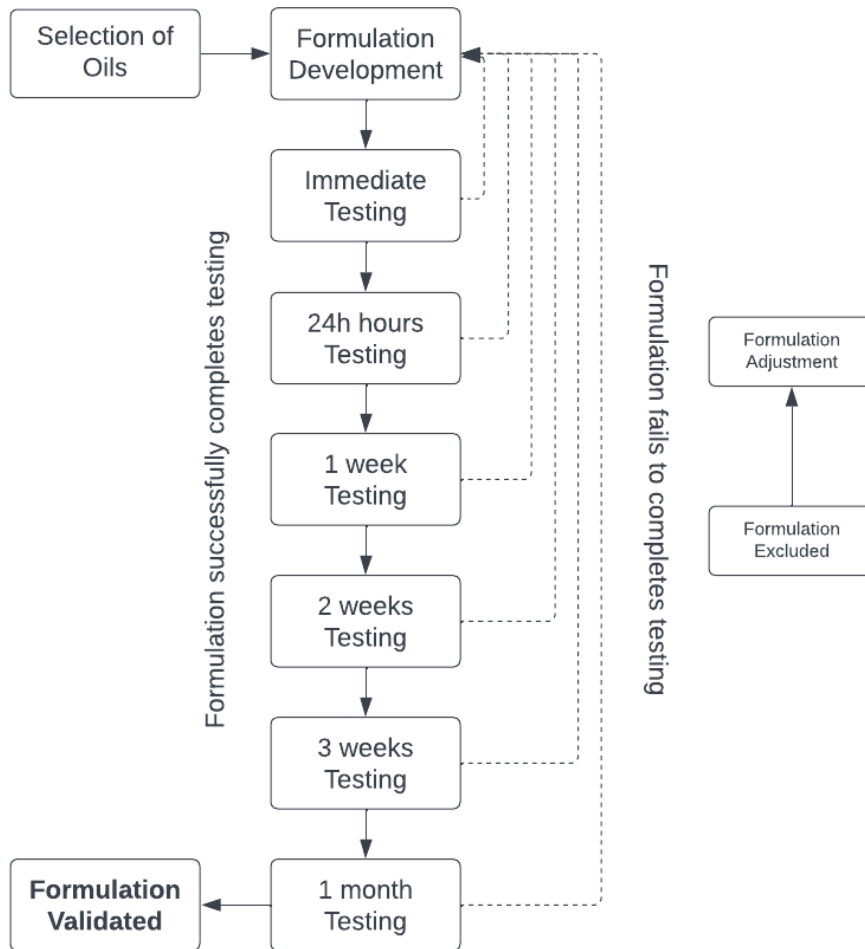 Selection of
Oils
Formulation
Development
Immediate
Testing
24h hours
Testing
1 week
Testing
2 weeks
Testing
3 weeks
Testing
1 month
Testing
Formulation
Validated
Formulation successfully completes testing
Formulation fails to completes testing
Formulation
Adjustment
Formulation
Excluded